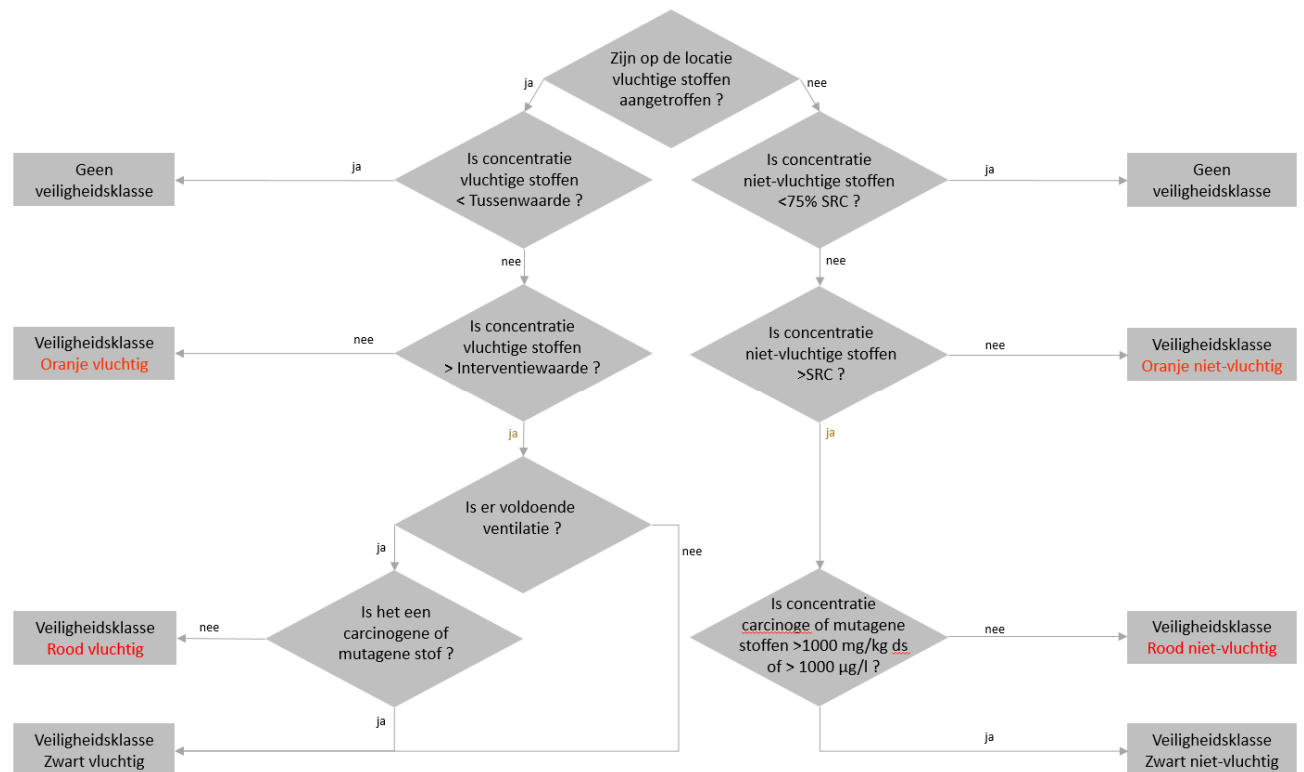 Zijn op de locatie
vluchtige stoffen
aangetroffen ?
ja
nee
Is concentratie
vluchtige stoffen
< Tussenwaarde ?
Is concentratie
niet-vluchtige stoffen
<75% SRC ?
ja
Geen
veiligheidsklasse
ja
Geen
veiligheidsklasse
nee
nee
Is concentratie
vluchtige stoffen
> Interventiewaarde ?
Is concentratie
niet-vluchtige stoffen
>SRC ?
nee
Veiligheidsklasse
Oranje vluchtig
nee
Veiligheidsklasse
Oranje niet-vluchtig
ja
ja
Is er voldoende
ventilatie ?
ja
nee
Is het een
carcinogene of
mutagene stof ?
Is concentratie
carcinoge of mutagene
stoffen >1000 mg/kg ds
of > 1000 µg/l ?
nee
Veiligheidsklasse
Rood vluchtig
nee
Veiligheidsklasse
Rood niet-vluchtig
ja
Veiligheidsklasse
Zwart vluchtig
ja
Veiligheidsklasse
Zwart niet-vluchtig